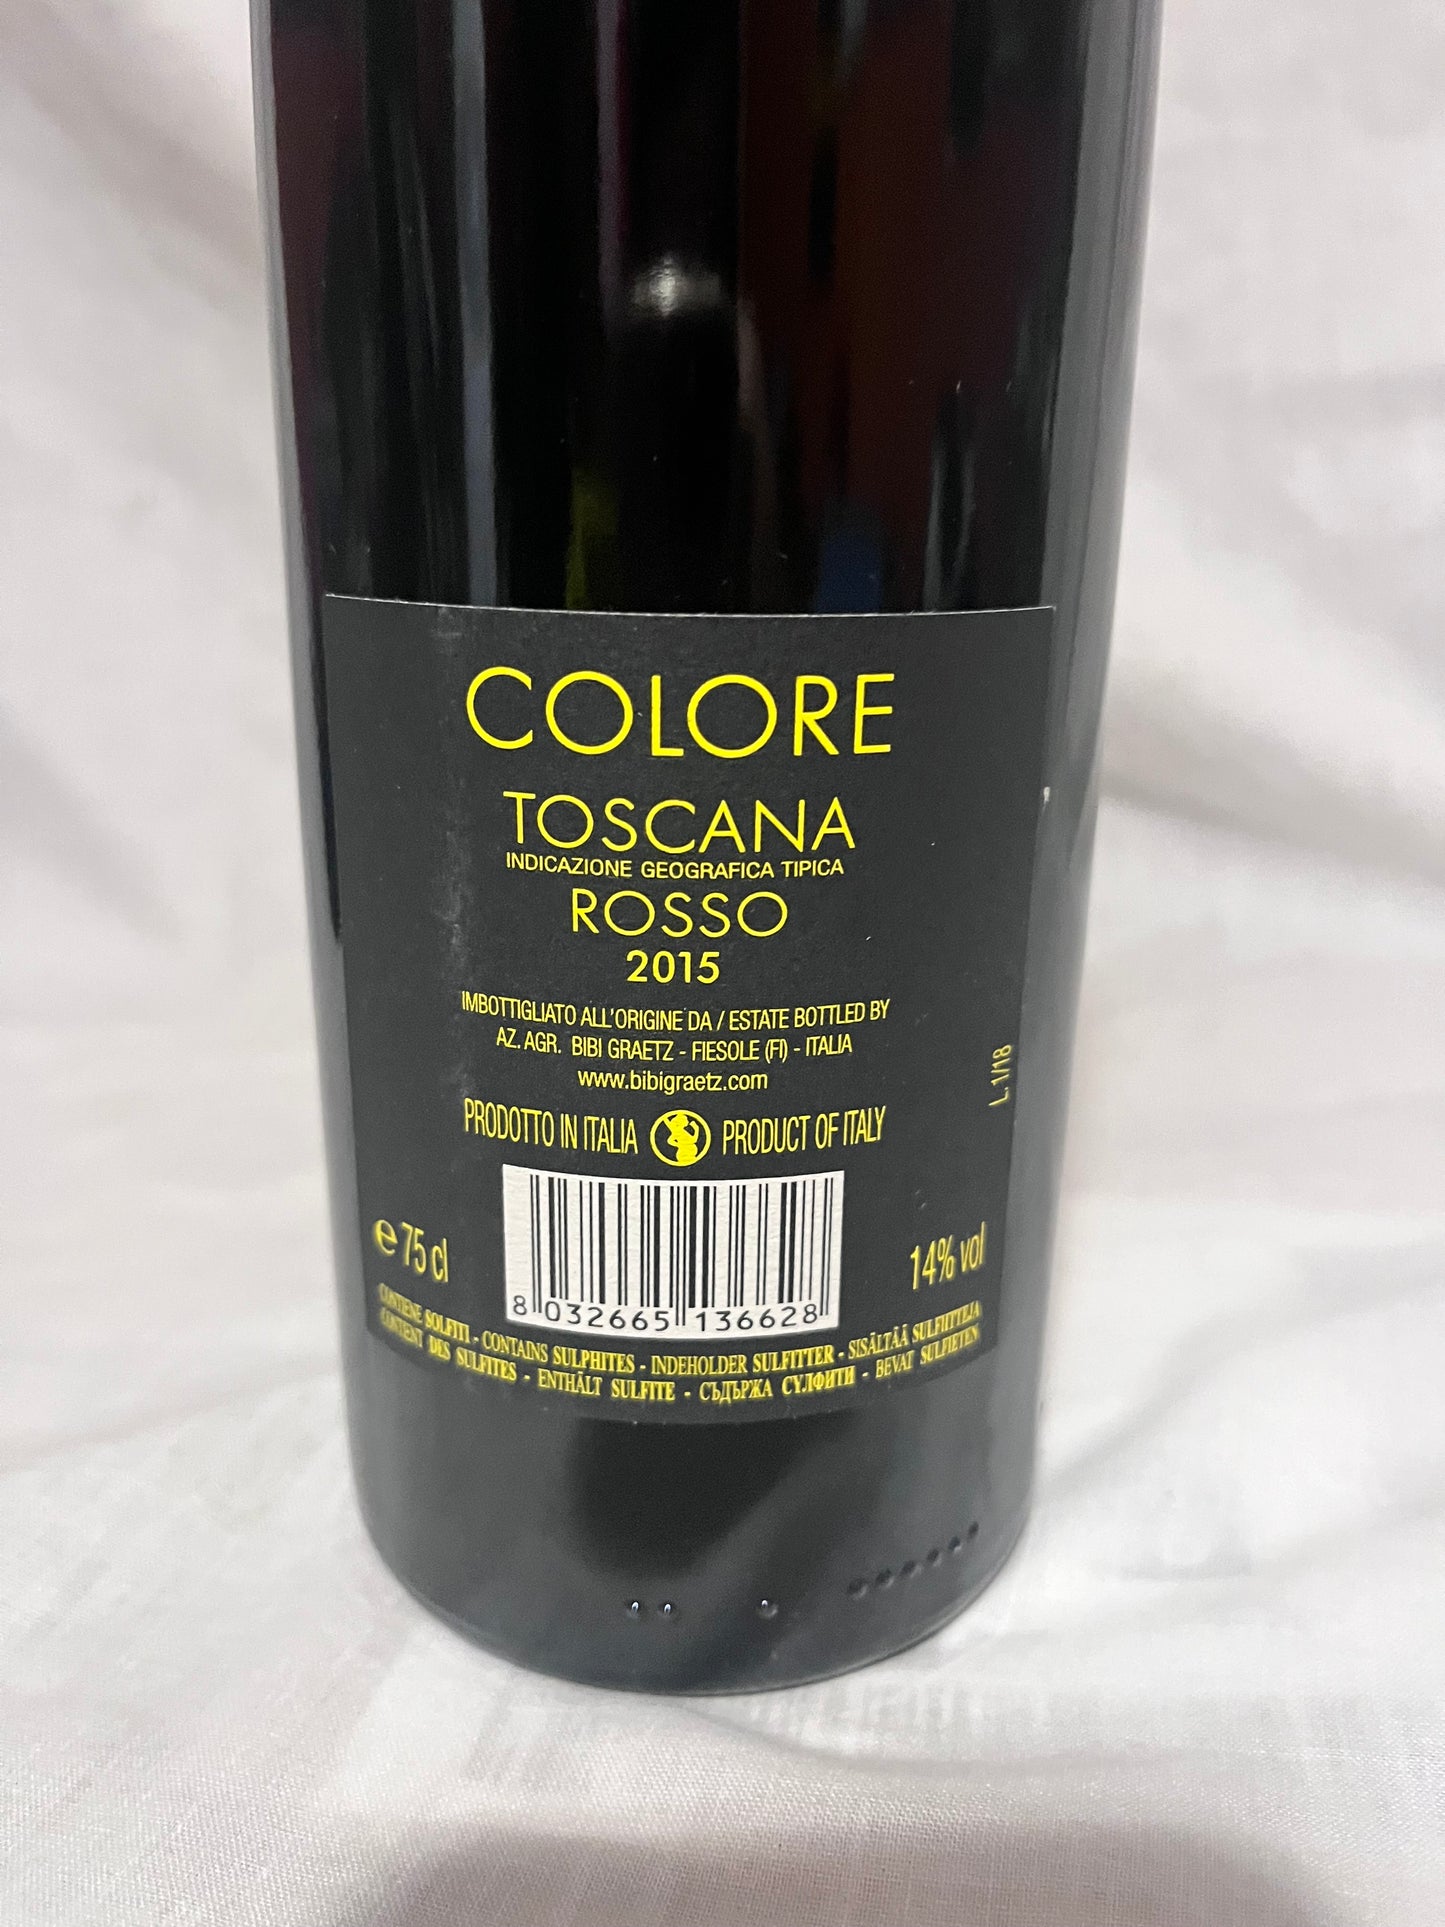 COLORE
TOSCANA
INDICAZIONE GEOGRAFICA TIPICA
ROSSO
2015
IMBOTTIGLIATO ALL'ORIGINE DA / ESTATE BOTTLED BY
AZ. AGR. BIBI GRAETZ - FIESOLE (FI) - ITALIA
www.bibigraetz.com
L. 1/18
PRODOTTO IN ITALIA PRODUCT OF ITALY
℮ 75 cl
14% vol
8 032665 136628
CONTIENE SOLFITI - CONTAINS SULPHITES - INDEHOLDER SULFITTER - SISÄLTÄÄ SULFIITTEJA
CONTIENT DES SULFITES - ENTHÄLT SULFITE - СЪДЪРЖА СУЛФИТИ - BEVAT SULFIETEN